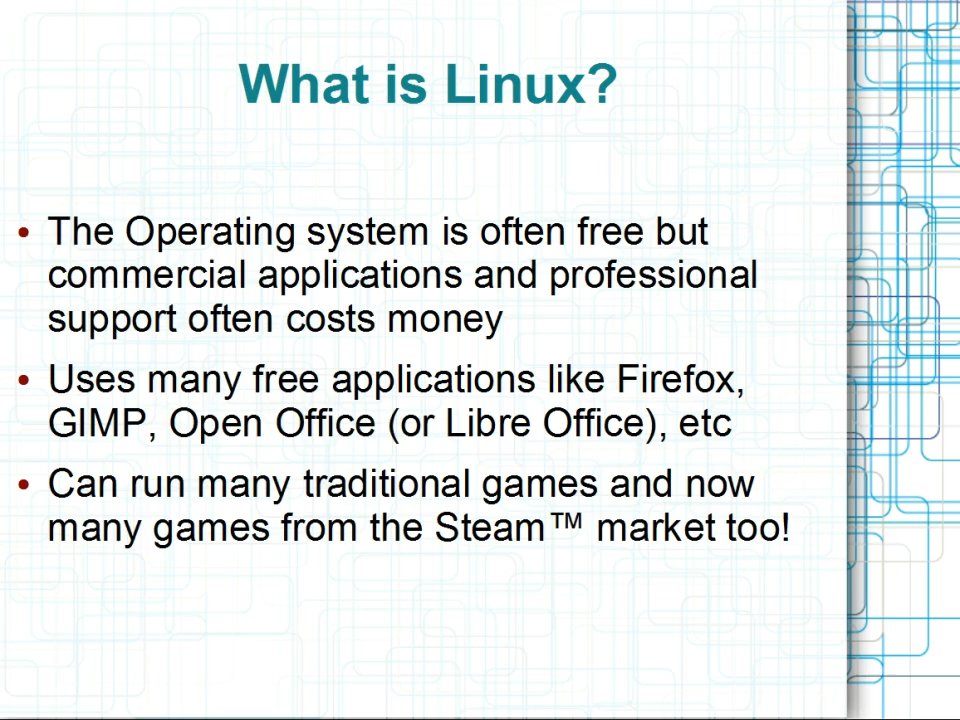 What is Linux?
• The Operating system is often free but
commercial applications and professional
support often costs money
• Uses many free applications like Firefox,
GIMP, Open Office (or Libre Office), etc
• Can run many traditional games and now
many games from the Steam™ market too!